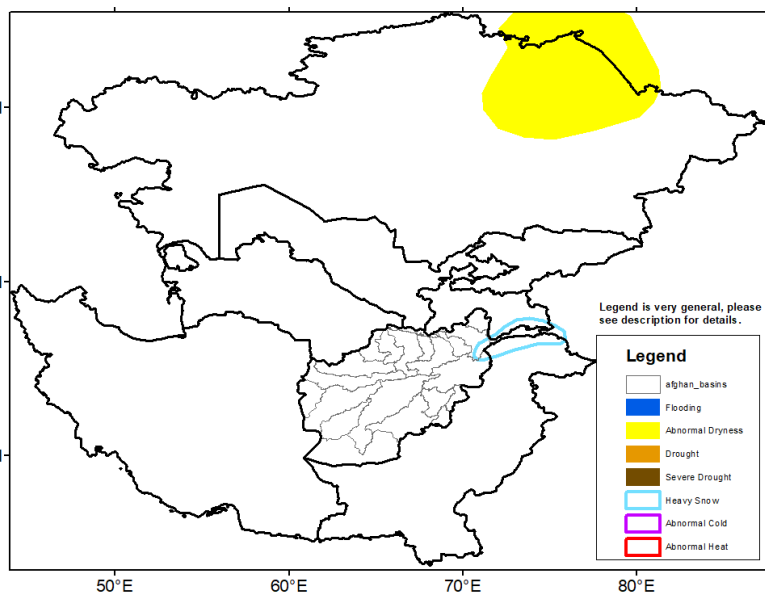 Legend is very general, please
see description for details.
Legend
afghan_basins
Flooding
Abnormal Dryness
Drought
Severe Drought
Heavy Snow
Abnormal Cold
Abnormal Heat
50°E 60°E 70°E 80°E